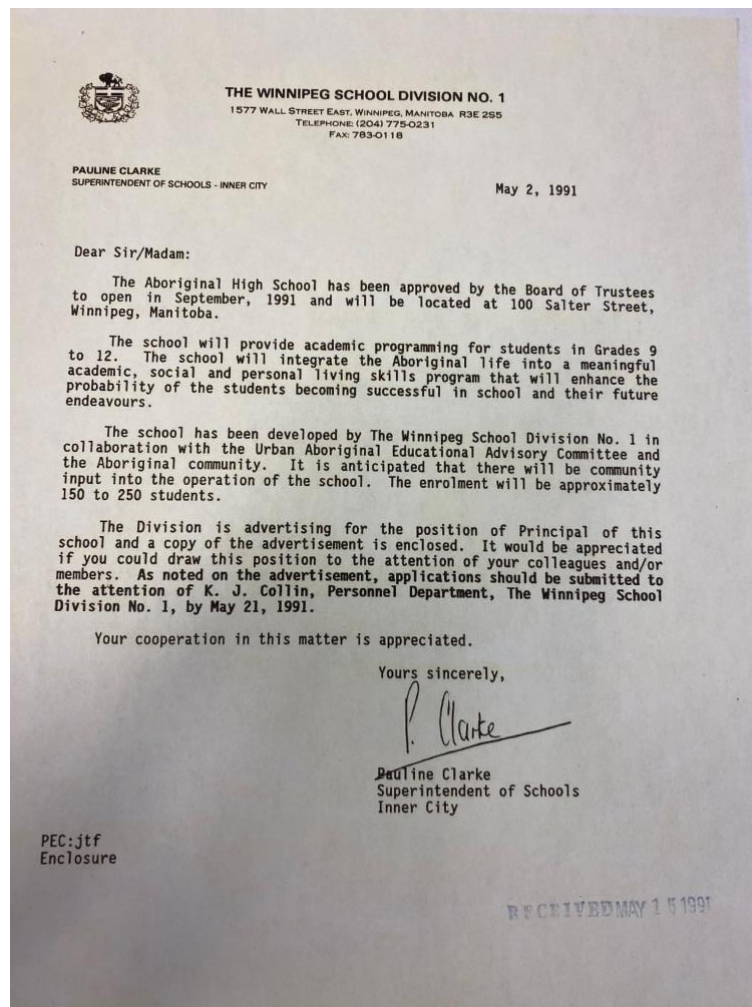 THE WINNIPEG SCHOOL DIVISION NO. 1
1577 WALL STREET EAST, WINNIPEG, MANITOBA R3E 2S5
TELEPHONE: (204) 775-0231
FAX: 783-0118
PAULINE CLARKE
SUPERINTENDENT OF SCHOOLS - INNER CITY
May 2, 1991
Dear Sir/Madam:
The Aboriginal High School has been approved by the Board of Trustees
to open in September, 1991 and will be located at 100 Salter Street,
Winnipeg, Manitoba.
The school will provide academic programming for students in Grades 9
to 12. The school will integrate the Aboriginal life into a meaningful
academic, social and personal living skills program that will enhance the
probability of the students becoming successful in school and their future
endeavours.
The school has been developed by The Winnipeg School Division No. 1 in
collaboration with the Urban Aboriginal Educational Advisory Committee and
the Aboriginal community. It is anticipated that there will be community
input into the operation of the school. The enrolment will be approximately
150 to 250 students.
The Division is advertising for the position of Principal of this
school and a copy of the advertisement is enclosed. It would be appreciated
if you could draw this position to the attention of your colleagues and/or
members. As noted on the advertisement, applications should be submitted to
the attention of K. J. Collin, Personnel Department, The Winnipeg School
Division No. 1, by May 21, 1991.
Your cooperation in this matter is appreciated.
Yours sincerely,
P. Clarke
Pauline Clarke
Superintendent of Schools
Inner City
PEC:jtf
Enclosure
RECEIVED MAY 15 1991